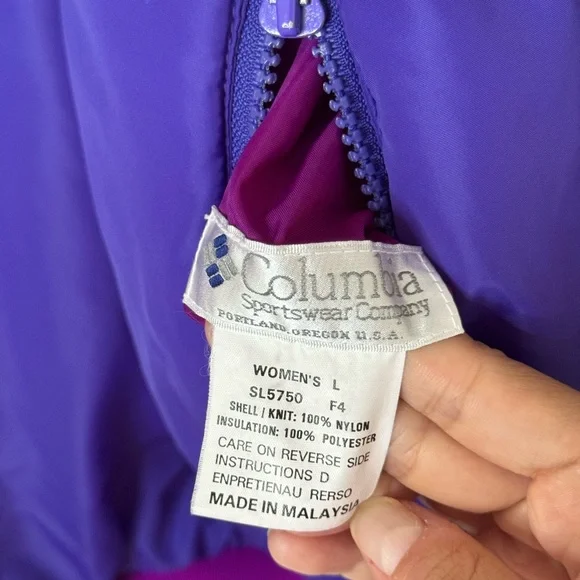 Columbia
Sportswear Company
PORTLAND, OREGON U.S.A.
WOMEN'S L
SL5750 F4
SHELL / KNIT: 100% NYLON
INSULATION: 100% POLYESTER
CARE ON REVERSE SIDE
INSTRUCTIONS D
ENPRETIENAU RERSO
MADE IN MALAYSIA